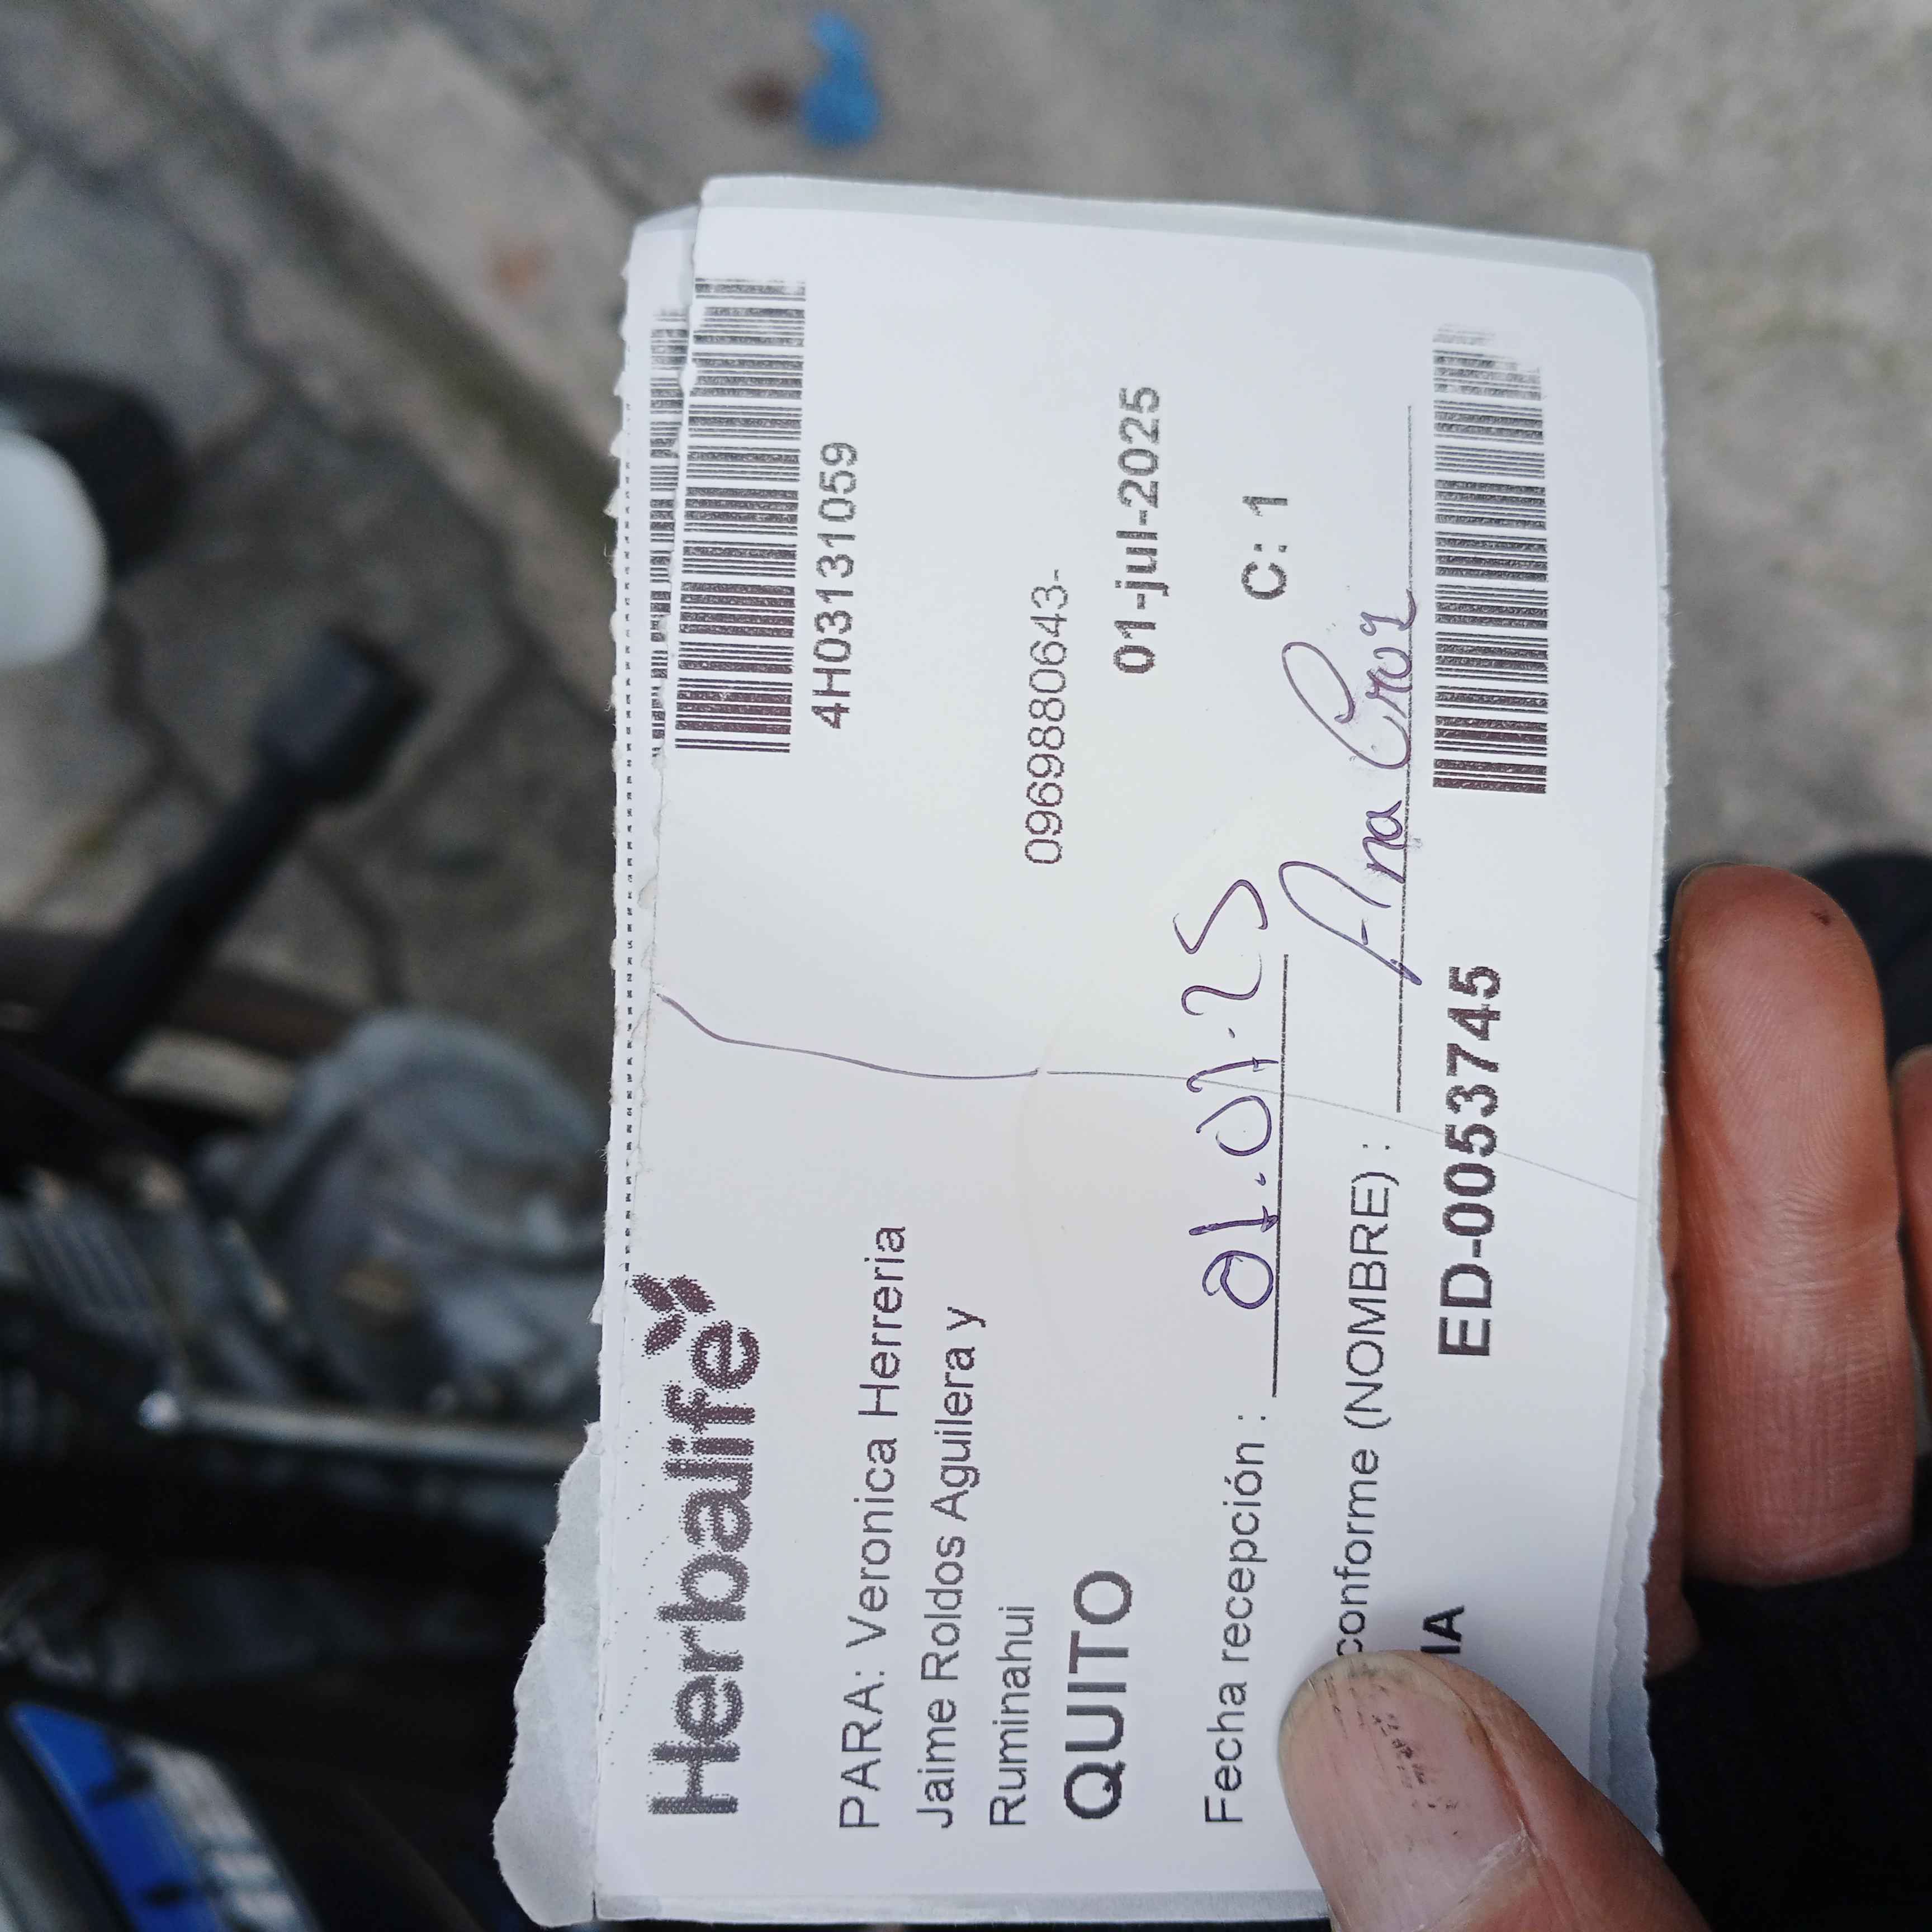 Herbalife
4H03131059
PARA: Veronica Herreria
Jaime Roldos Aguilera y
Ruminahui
0969880643-
QUITO
01-jul-2025
Fecha recepción : 01.07.25
C: 1
conforme (NOMBRE) : Ana Cruz
IA
ED-0053745